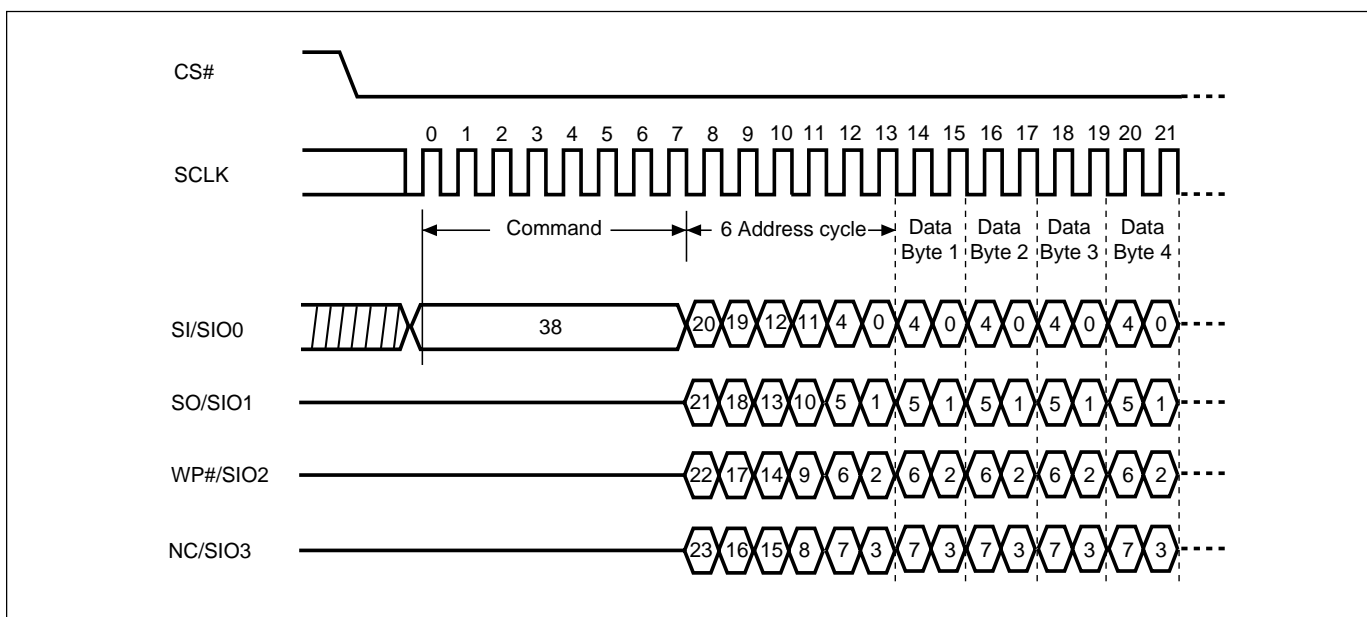 CS#
0 1 2 3 4 5 6 7 8 9 10 11 12 13 14 15 16 17 18 19 20 21
SCLK
Command 6 Address cycle Data Data Data Data
Byte 1 Byte 2 Byte 3 Byte 4
SI/SIO0 38 20 19 12 11 4 0 4 0 4 0 4 0 4 0
SO/SIO1 21 18 13 10 5 1 5 1 5 1 5 1 5 1
WP#/SIO2 22 17 14 9 6 2 6 2 6 2 6 2 6 2
NC/SIO3 23 16 15 8 7 3 7 3 7 3 7 3 7 3